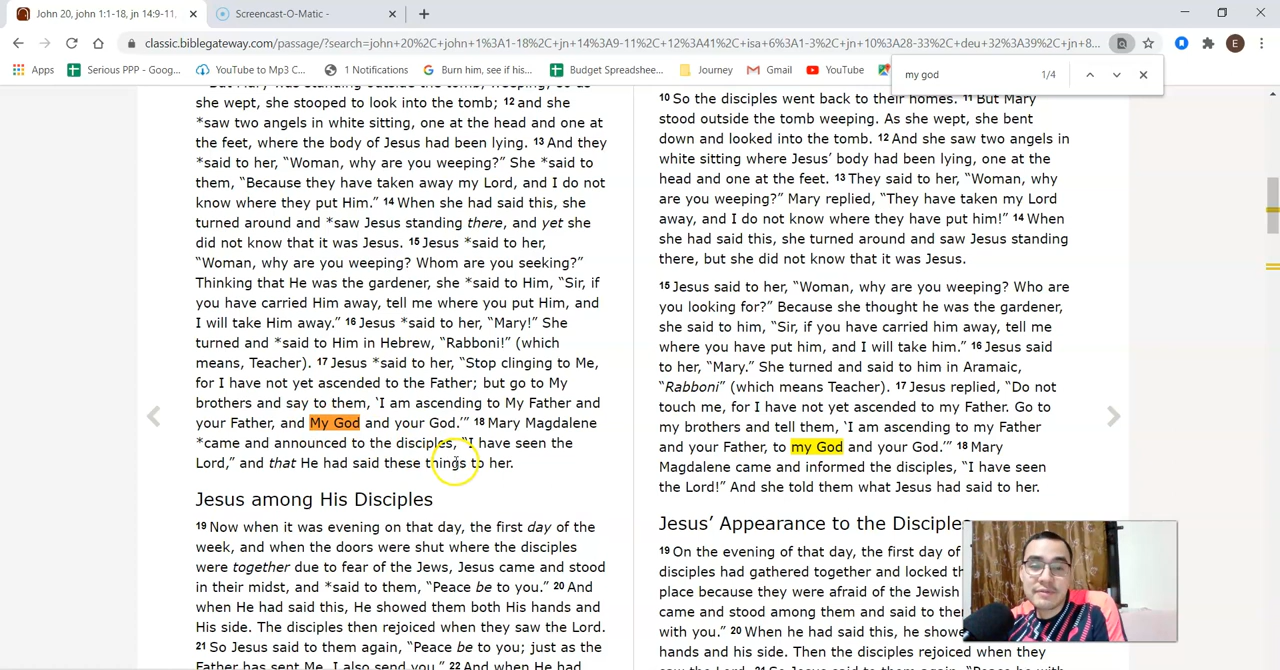 John 20, john 1:1-18, jn 14:9-11,
Screencast-O-Matic -
classic.biblegateway.com/passage/?search=john+20%2C+john+1%3A1-18%2C+jn+14%3A9-11%2C+12%3A41%2C+isa+6%3A1-3%2C+jn+10%3A28-33%2C+deu+32%3A39%2C+jn+8...
E
Apps
Serious PPP - Goog...
YouTube to Mp3 C...
1 Notifications
Burn him, see if his...
Budget Spreadshee...
Journey
Gmail
YouTube
my god
1/4
she wept, she stooped to look into the tomb; 12 and she
*saw two angels in white sitting, one at the head and one at
the feet, where the body of Jesus had been lying. 13 And they
*said to her, “Woman, why are you weeping?” She *said to
them, “Because they have taken away my Lord, and I do not
know where they put Him.” 14 When she had said this, she
turned around and *saw Jesus standing there, and yet she
did not know that it was Jesus. 15 Jesus *said to her,
“Woman, why are you weeping? Whom are you seeking?”
Thinking that He was the gardener, she *said to Him, “Sir, if
you have carried Him away, tell me where you put Him, and
I will take Him away.” 16 Jesus *said to her, “Mary!” She
turned and *said to Him in Hebrew, “Rabboni!” (which
means, Teacher). 17 Jesus *said to her, “Stop clinging to Me,
for I have not yet ascended to the Father; but go to My
brothers and say to them, ‘I am ascending to My Father and
your Father, and My God and your God.’” 18 Mary Magdalene
*came and announced to the disciples, “I have seen the
Lord,” and that He had said these things to her.
Jesus among His Disciples
19 Now when it was evening on that day, the first day of the
week, and when the doors were shut where the disciples
were together due to fear of the Jews, Jesus came and stood
in their midst, and *said to them, “Peace be to you.” 20 And
when He had said this, He showed them both His hands and
His side. The disciples then rejoiced when they saw the Lord.
21 So Jesus said to them again, “Peace be to you; just as the
Father has sent Me, I also send you.” 22 And when He had
10 So the disciples went back to their homes. 11 But Mary
stood outside the tomb weeping. As she wept, she bent
down and looked into the tomb. 12 And she saw two angels in
white sitting where Jesus’ body had been lying, one at the
head and one at the feet. 13 They said to her, “Woman, why
are you weeping?” Mary replied, “They have taken my Lord
away, and I do not know where they have put him!” 14 When
she had said this, she turned around and saw Jesus standing
there, but she did not know that it was Jesus.
15 Jesus said to her, “Woman, why are you weeping? Who are
you looking for?” Because she thought he was the gardener,
she said to him, “Sir, if you have carried him away, tell me
where you have put him, and I will take him.” 16 Jesus said
to her, “Mary.” She turned and said to him in Aramaic,
“Rabboni” (which means Teacher). 17 Jesus replied, “Do not
touch me, for I have not yet ascended to my Father. Go to
my brothers and tell them, ‘I am ascending to my Father
and your Father, to my God and your God.’” 18 Mary
Magdalene came and informed the disciples, “I have seen
the Lord!” And she told them what Jesus had said to her.
Jesus’ Appearance to the Disciple
19 On the evening of that day, the first day of
disciples had gathered together and locked th
place because they were afraid of the Jewish
came and stood among them and said to the
with you.” 20 When he had said this, he showe
hands and his side. Then the disciples rejoiced when they